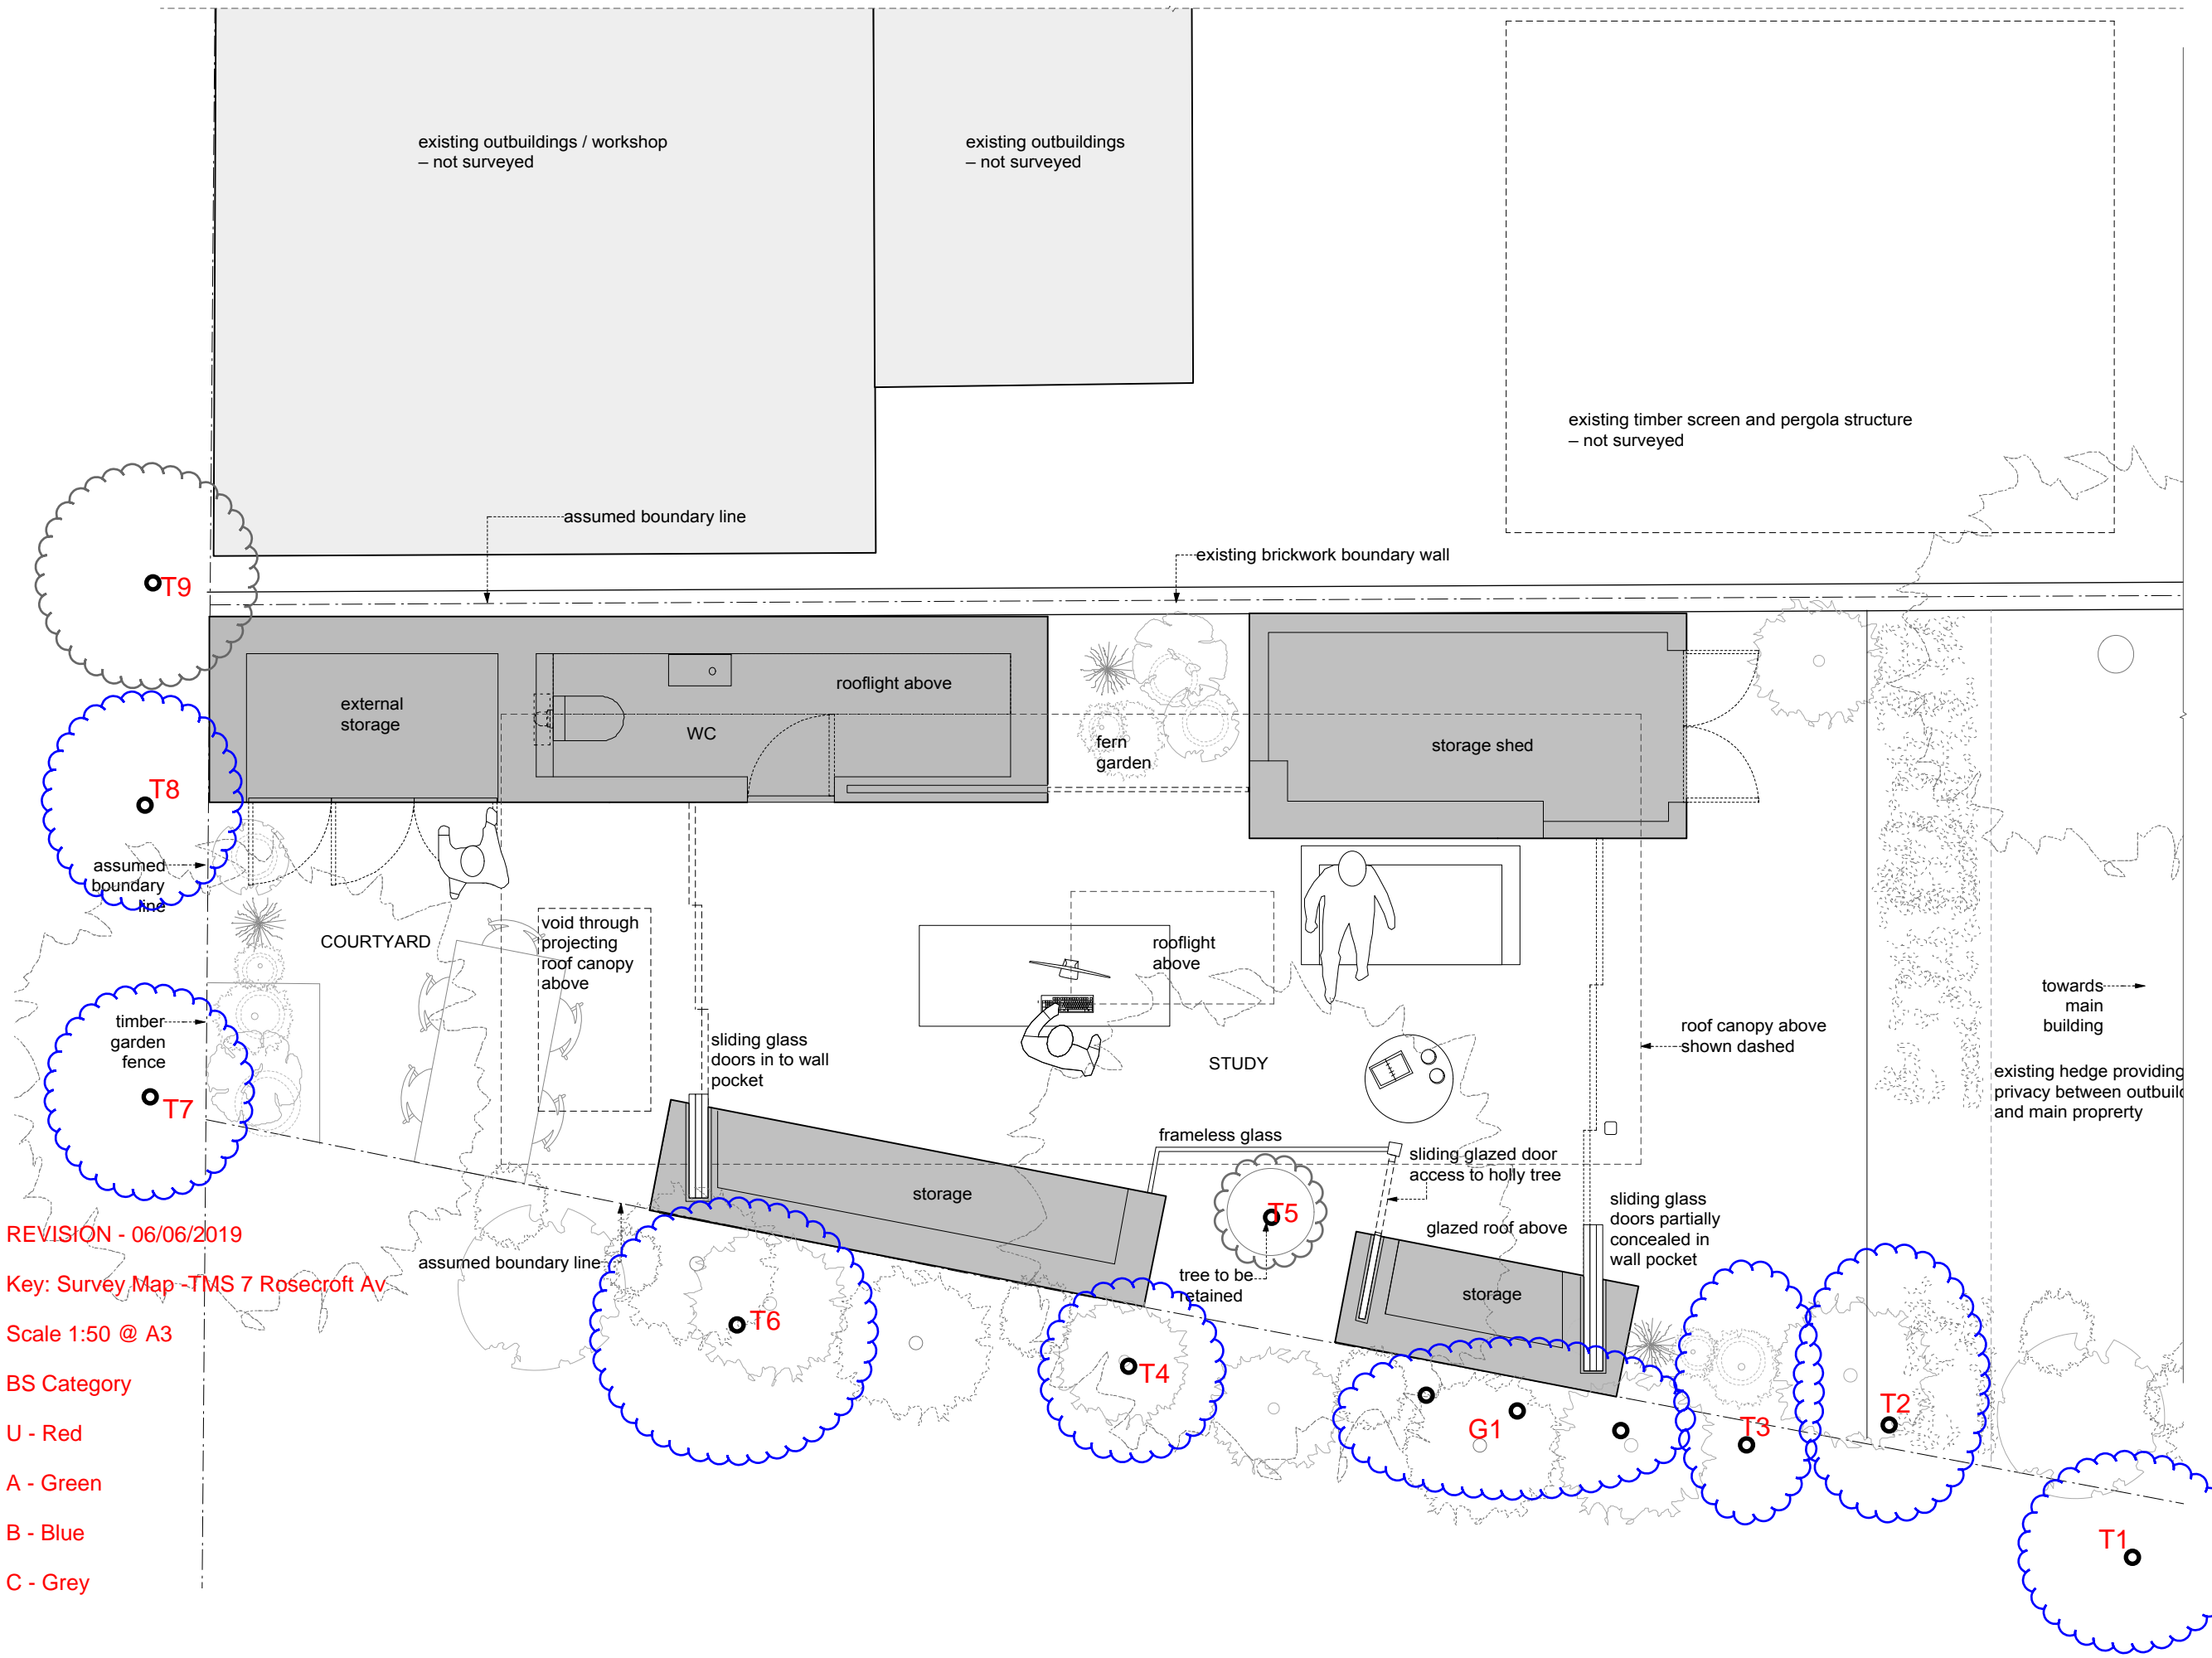 existing outbuildings / workshop
– not surveyed
existing outbuildings
– not surveyed
existing timber screen and pergola structure
– not surveyed
assumed boundary line
existing brickwork boundary wall
T9
external
storage
rooflight above
WC
fern
garden
storage shed
T8
assumed
boundary
line
COURTYARD
void through
projecting
roof canopy
above
rooflight
above
timber
garden
fence
T7
sliding glass
doors in to wall
pocket
STUDY
roof canopy above
shown dashed
towards
main
building
existing hedge providing
privacy between outbuild
and main proprerty
frameless glass
sliding glazed door
access to holly tree
storage
T5
glazed roof above
sliding glass
doors partially
concealed in
wall pocket
assumed boundary line
tree to be
retained
storage
T6
T4
G1
T3
T2
T1
REVISION - 06/06/2019
Key: Survey Map -TMS 7 Rosecroft Av
Scale 1:50 @ A3
BS Category
U - Red
A - Green
B - Blue
C - Grey